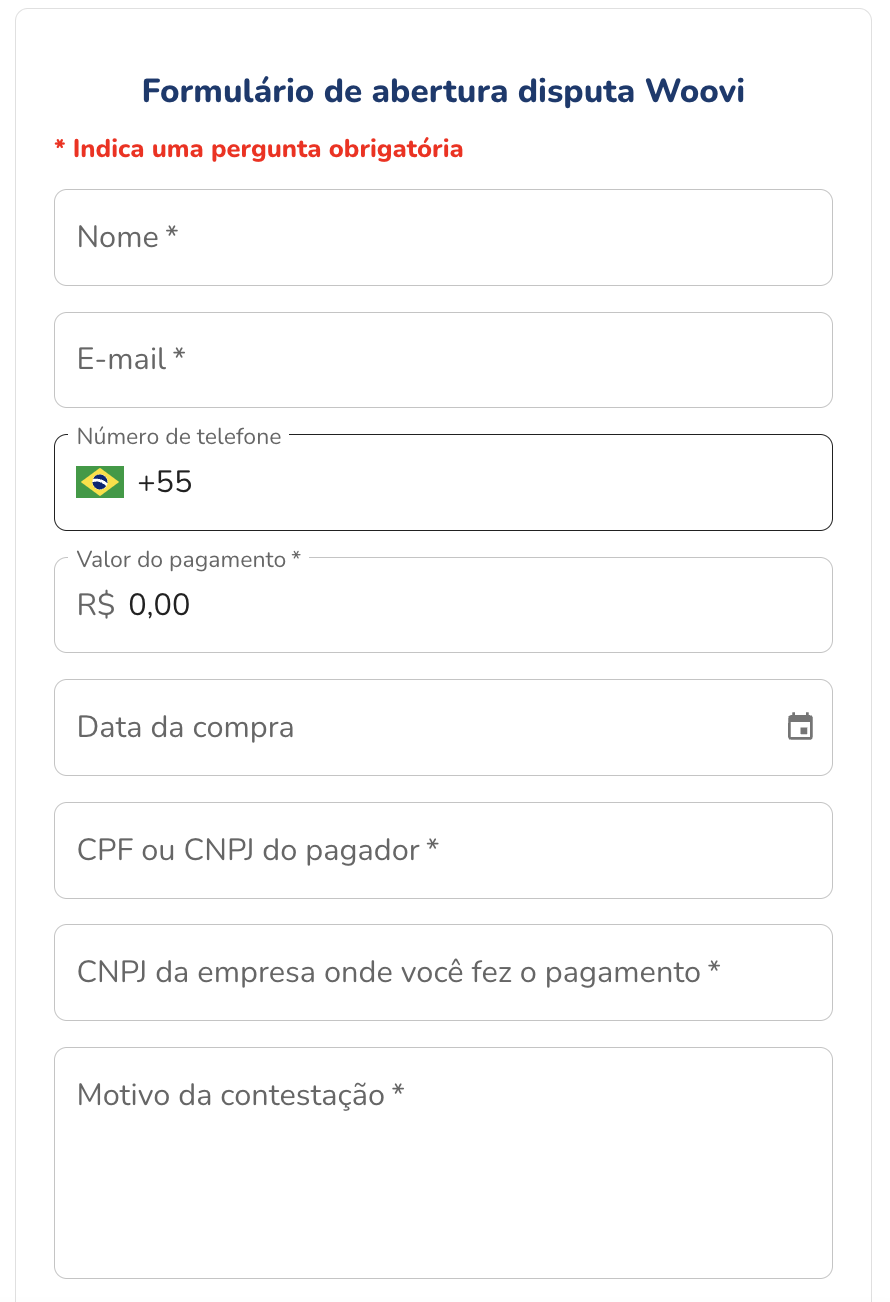 Formulário de abertura disputa Woovi
* Indica uma pergunta obrigatória
Nome *
E-mail *
Número de telefone
+55
Valor do pagamento *
R$ 0,00
Data da compra
CPF ou CNPJ do pagador *
CNPJ da empresa onde você fez o pagamento *
Motivo da contestação *